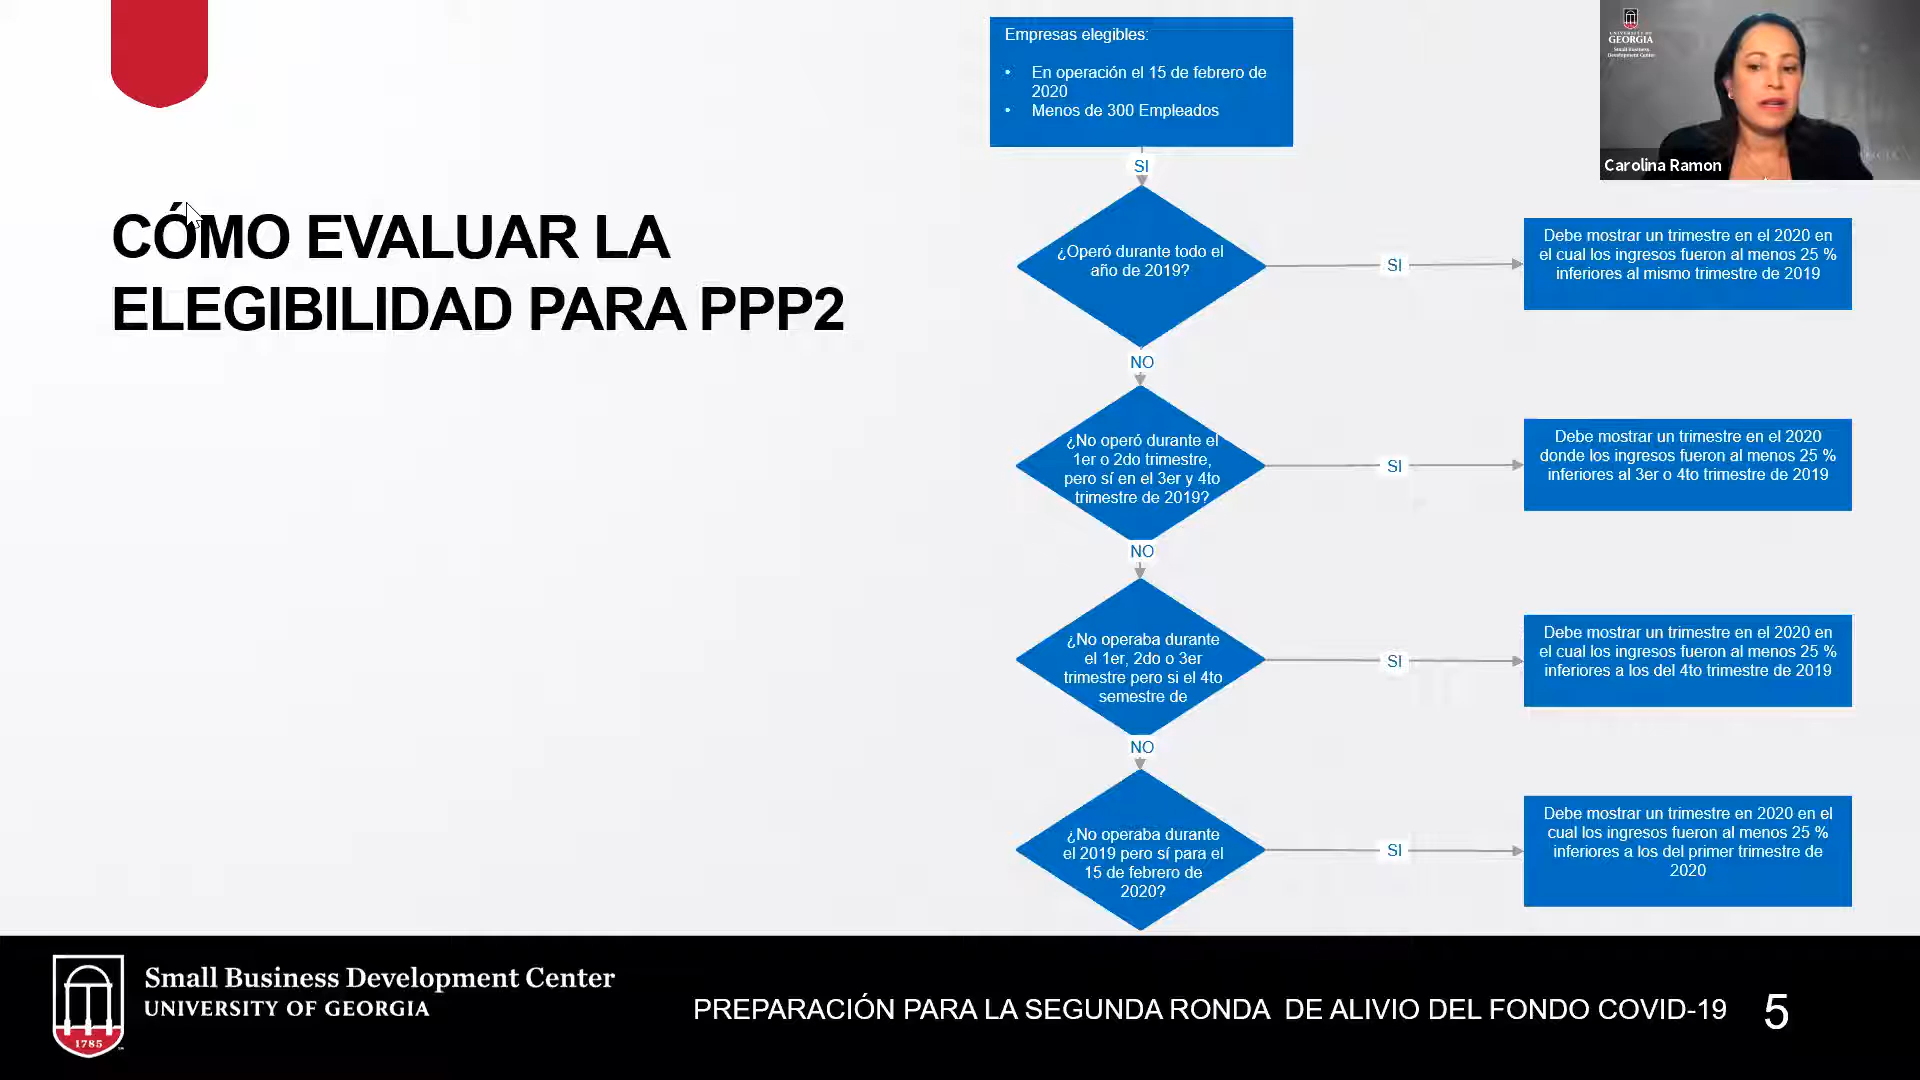 CÓMO EVALUAR LA
ELEGIBILIDAD PARA PPP2
Empresas elegibles:
• En operación el 15 de febrero de
2020
• Menos de 300 Empleados
SI
¿Operó durante todo el
año de 2019?
SI
Debe mostrar un trimestre en el 2020 en
el cual los ingresos fueron al menos 25 %
inferiores al mismo trimestre de 2019
NO
¿No operó durante el
1er o 2do trimestre,
pero sí en el 3er y 4to
trimestre de 2019?
SI
Debe mostrar un trimestre en el 2020
donde los ingresos fueron al menos 25 %
inferiores al 3er o 4to trimestre de 2019
NO
¿No operaba durante
el 1er, 2do o 3er
trimestre pero si el 4to
semestre de
SI
Debe mostrar un trimestre en el 2020 en
el cual los ingresos fueron al menos 25 %
inferiores a los del 4to trimestre de 2019
NO
¿No operaba durante
el 2019 pero sí para el
15 de febrero de
2020?
SI
Debe mostrar un trimestre en 2020 en el
cual los ingresos fueron al menos 25 %
inferiores a los del primer trimestre de
2020
UNIVERSITY OF
GEORGIA
Small Business
Development Center
Carolina Ramon
1785
Small Business Development Center
UNIVERSITY OF GEORGIA
PREPARACIÓN PARA LA SEGUNDA RONDA DE ALIVIO DEL FONDO COVID-19
5